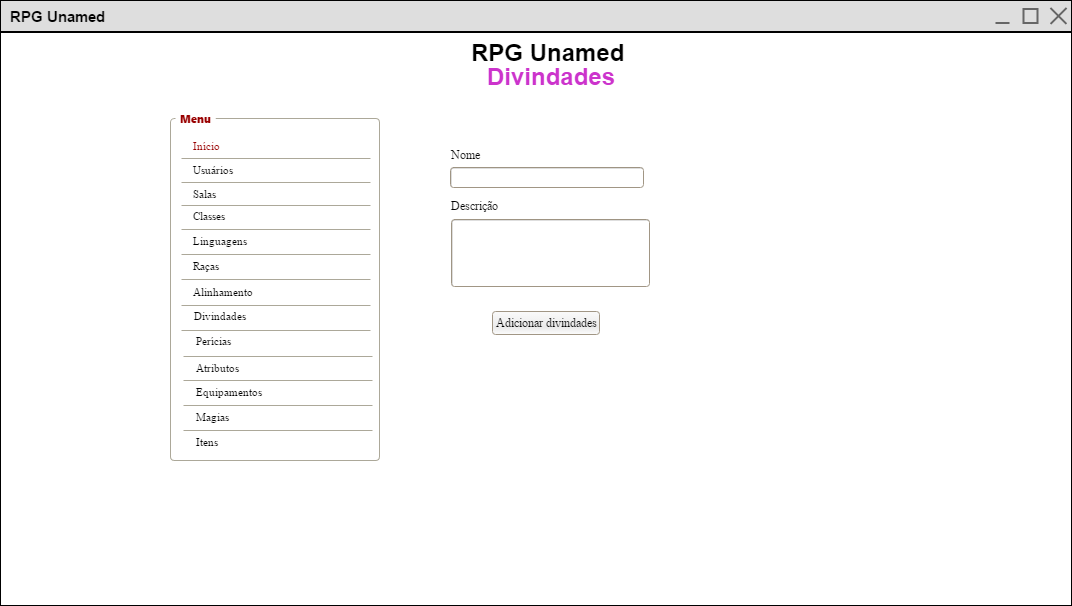 RPG Unamed
RPG Unamed
Divindades
Menu
Início
Usuários
Salas
Classes
Linguagens
Raças
Alinhamento
Divindades
Perícias
Atributos
Equipamentos
Magias
Itens
Nome
Descrição
Adicionar divindades